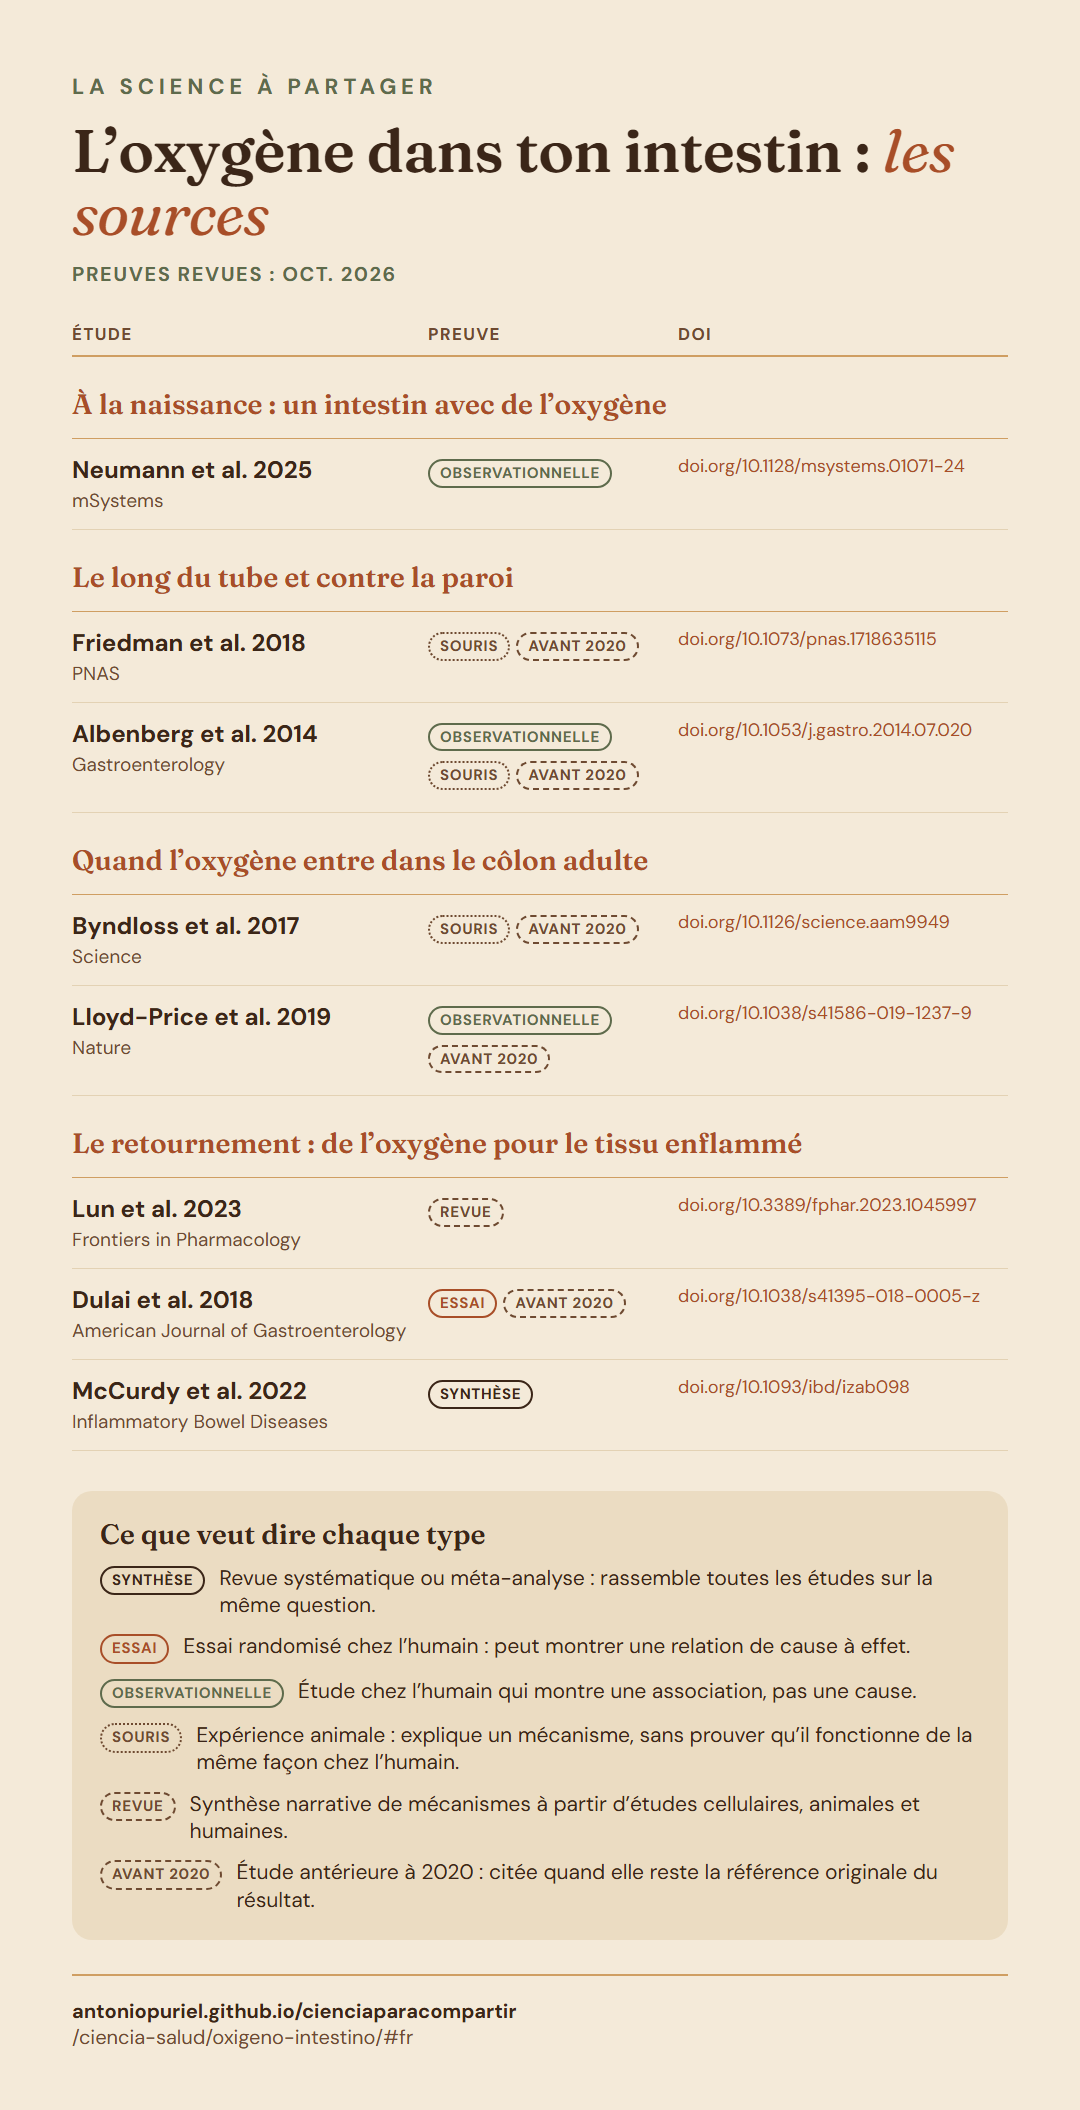 LA SCIENCE À PARTAGER
L’oxygène dans ton intestin : les
sources
PREUVES REVUES : OCT. 2026
ÉTUDE PREUVE DOI
À la naissance : un intestin avec de l’oxygène
Neumann et al. 2025 OBSERVATIONNELLE doi.org/10.1128/msystems.01071-24
mSystems
Le long du tube et contre la paroi
Friedman et al. 2018 SOURIS AVANT 2020 doi.org/10.1073/pnas.1718635115
PNAS
Albenberg et al. 2014 OBSERVATIONNELLE doi.org/10.1053/j.gastro.2014.07.020
Gastroenterology SOURIS AVANT 2020
Quand l’oxygène entre dans le côlon adulte
Byndloss et al. 2017 SOURIS AVANT 2020 doi.org/10.1126/science.aam9949
Science
Lloyd-Price et al. 2019 OBSERVATIONNELLE doi.org/10.1038/s41586-019-1237-9
Nature AVANT 2020
Le retournement : de l’oxygène pour le tissu enflammé
Lun et al. 2023 REVUE doi.org/10.3389/fphar.2023.1045997
Frontiers in Pharmacology
Dulai et al. 2018 ESSAI AVANT 2020 doi.org/10.1038/s41395-018-0005-z
American Journal of Gastroenterology
McCurdy et al. 2022 SYNTHÈSE doi.org/10.1093/ibd/izab098
Inflammatory Bowel Diseases
Ce que veut dire chaque type
SYNTHÈSE Revue systématique ou méta-analyse : rassemble toutes les études sur la
même question.
ESSAI Essai randomisé chez l’humain : peut montrer une relation de cause à effet.
OBSERVATIONNELLE Étude chez l’humain qui montre une association, pas une cause.
SOURIS Expérience animale : explique un mécanisme, sans prouver qu’il fonctionne de la
même façon chez l’humain.
REVUE Synthèse narrative de mécanismes à partir d’études cellulaires, animales et
humaines.
AVANT 2020 Étude antérieure à 2020 : citée quand elle reste la référence originale du
résultat.
antoniopuriel.github.io/cienciaparacompartir
/ciencia-salud/oxigeno-intestino/#fr